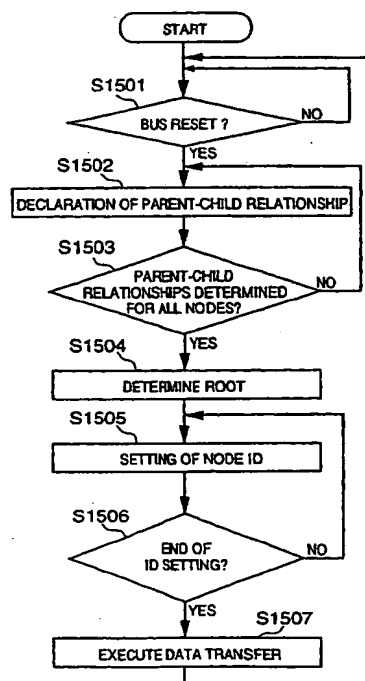 START
S1501
BUS RESET ?
NO
YES
S1502
DECLARATION OF PARENT-CHILD RELATIONSHIP
S1503
PARENT-CHILD
RELATIONSHIPS DETERMINED
FOR ALL NODES?
NO
YES
S1504
DETERMINE ROOT
S1505
SETTING OF NODE ID
S1506
END OF
ID SETTING?
NO
YES
S1507
EXECUTE DATA TRANSFER